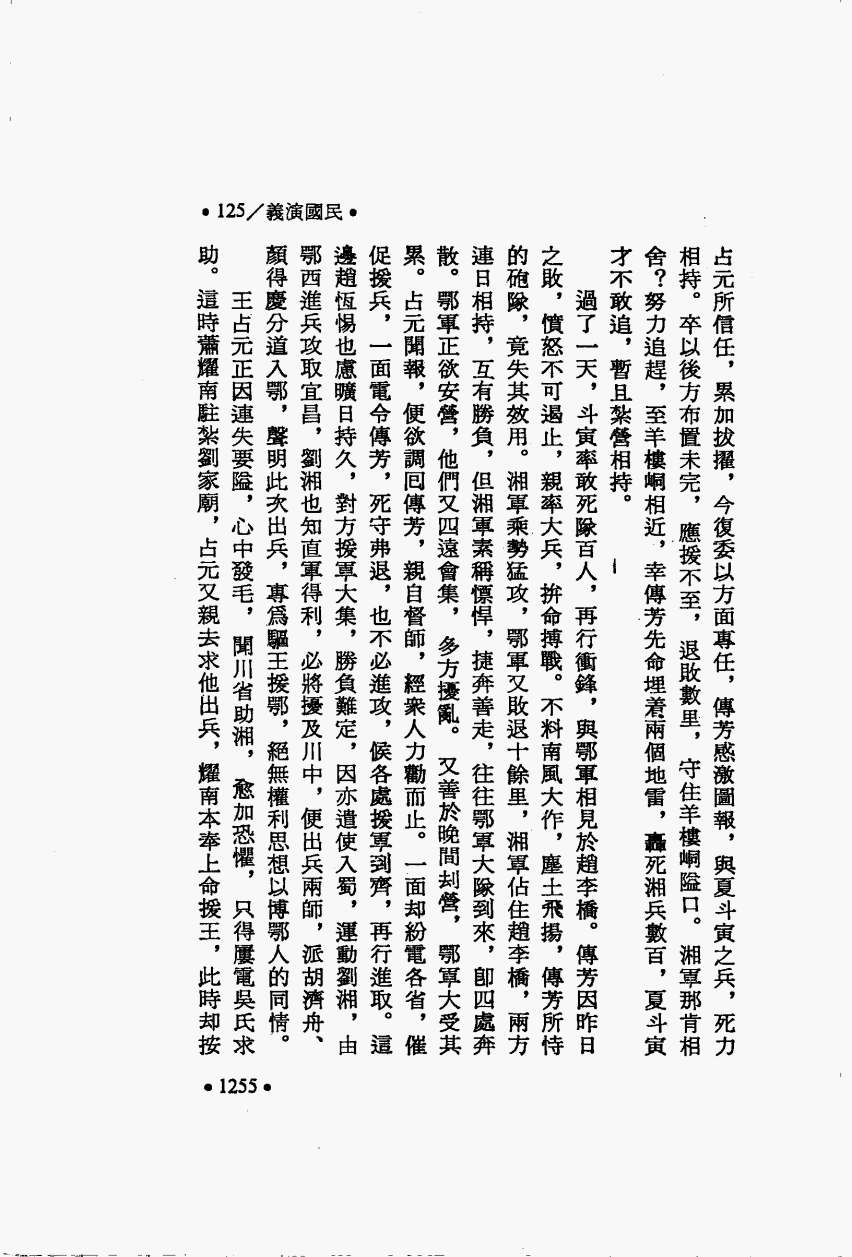 •125/義演國民•
占元所信任，累加拔擢，今復委以方面專任，傳芳感激圖報，與夏斗寅之兵，死力
相持。卒以後方布置未完，應援不至，退敗數里，守住羊樓峒隘口。湘軍那肯相
舍？努力追趕，至羊樓峒相近，幸傳芳先命埋着兩個地雷，轟死湘兵數百，夏斗寅
才不敢追，暫且紮營相持。
過了一天，斗寅率敢死隊百人，再行衝鋒，與鄂軍相見於趙李橋。傳芳因昨日
之敗，憤怒不可遏止，親率大兵，拚命搏戰。不料南風大作，塵土飛揚，傳芳所恃
的砲隊，竟失其效用。湘軍乘勢猛攻，鄂軍又敗退十餘里，湘軍佔住趙李橋，兩方
連日相持，互有勝負，但湘軍素稱慓悍，捷奔善走，往往鄂軍大隊到來，卽四處奔
散。鄂軍正欲安營，他們又四遠會集，多方擾亂。又善於晚間刦營，鄂軍大受其
累。占元聞報，便欲調囘傳芳，親自督師，經衆人力勸而止。一面却紛電各省，催
促援兵，一面電令傳芳，死守弗退，也不必進攻，候各處援軍到齊，再行進取。這
邊趙恆惕也慮曠日持久，對方援軍大集，勝負難定，因亦遣使入蜀，運動劉湘，由
鄂西進兵攻取宜昌，劉湘也知直軍得利，必將擾及川中，便出兵兩師，派胡濟舟、
顏得慶分道入鄂，聲明此次出兵，專爲驅王援鄂，絕無權利思想以博鄂人的同情。
王占元正因連失要隘，心中發毛，聞川省助湘，愈加恐懼，只得屢電吳氏求
助。這時蕭耀南駐紮劉家廟，占元又親去求他出兵，耀南本奉上命援王，此時却按
•1255•